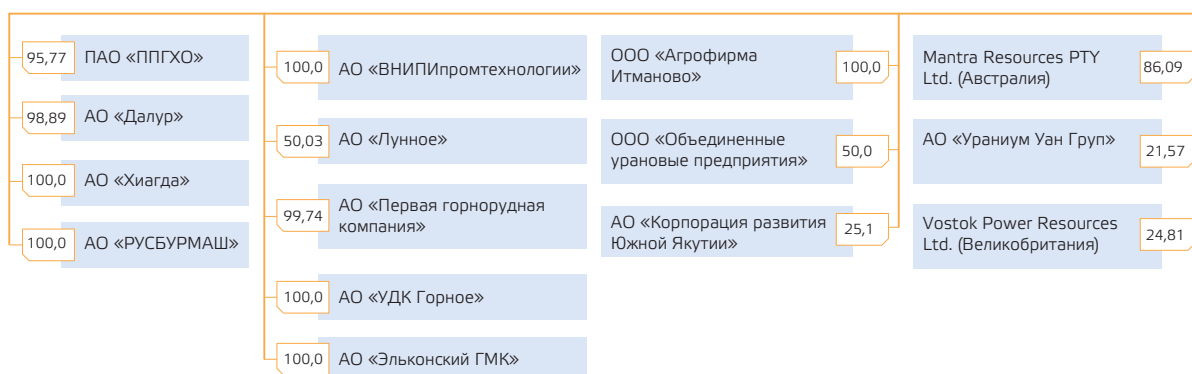 95,77
ПАО «ППГХО»
98,89
АО «Далур»
100,0
АО «Хиагда»
100,0
АО «РУСБУРМАШ»
100,0
АО «ВНИПИпромтехнологии»
50,03
АО «Лунное»
99,74
АО «Первая горнорудная
компания»
100,0
АО «УДК Горное»
100,0
АО «Эльконский ГМК»
ООО «Агрофирма
Итманово»
100,0
ООО «Объединенные
урановые предприятия»
50,0
АО «Корпорация развития
Южной Якутии»
25,1
Mantra Resources PTY
Ltd. (Австралия)
86,09
АО «Ураниум Уан Груп»
21,57
Vostok Power Resources
Ltd. (Великобритания)
24,81